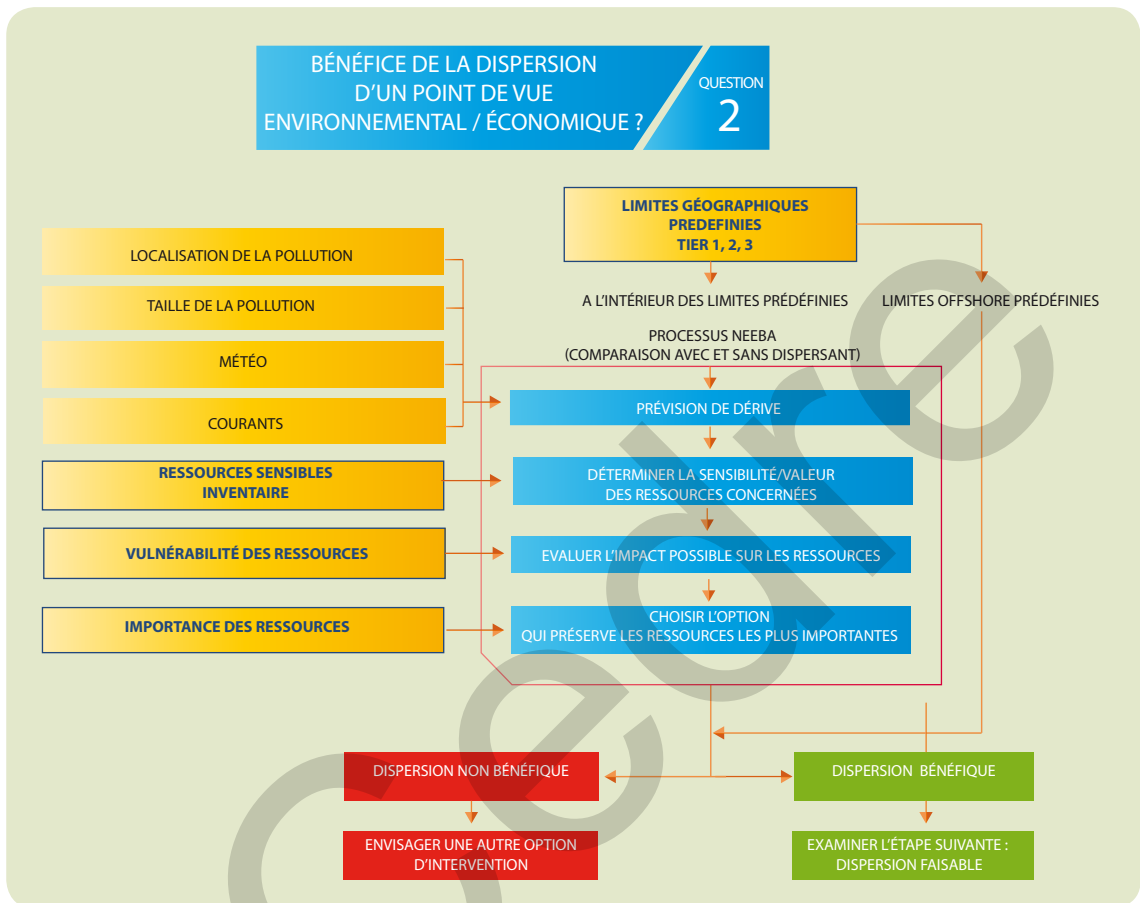 BÉNÉFICE DE LA DISPERSION
D'UN POINT DE VUE
ENVIRONNEMENTAL / ÉCONOMIQUE ?
QUESTION
2
LIMITES GÉOGRAPHIQUES
PREDEFINIES
TIER 1, 2, 3
LOCALISATION DE LA POLLUTION
TAILLE DE LA POLLUTION
MÉTÉO
COURANTS
RESSOURCES SENSIBLES
INVENTAIRE
VULNÉRABILITÉ DES RESSOURCES
IMPORTANCE DES RESSOURCES
A L'INTÉRIEUR DES LIMITES PRÉDÉFINIES
LIMITES OFFSHORE PRÉDÉFINIES
PROCESSUS NEEBA
(COMPARAISON AVEC ET SANS DISPERSANT)
PRÉVISION DE DÉRIVE
DÉTERMINER LA SENSIBILITÉ/VALEUR
DES RESSOURCES CONCERNÉES
EVALUER L'IMPACT POSSIBLE SUR LES RESSOURCES
CHOISIR L'OPTION
QUI PRÉSERVE LES RESSOURCES LES PLUS IMPORTANTES
DISPERSION NON BÉNÉFIQUE
DISPERSION BÉNÉFIQUE
ENVISAGER UNE AUTRE OPTION
D'INTERVENTION
EXAMINER L'ÉTAPE SUIVANTE :
DISPERSION FAISABLE
Cedre